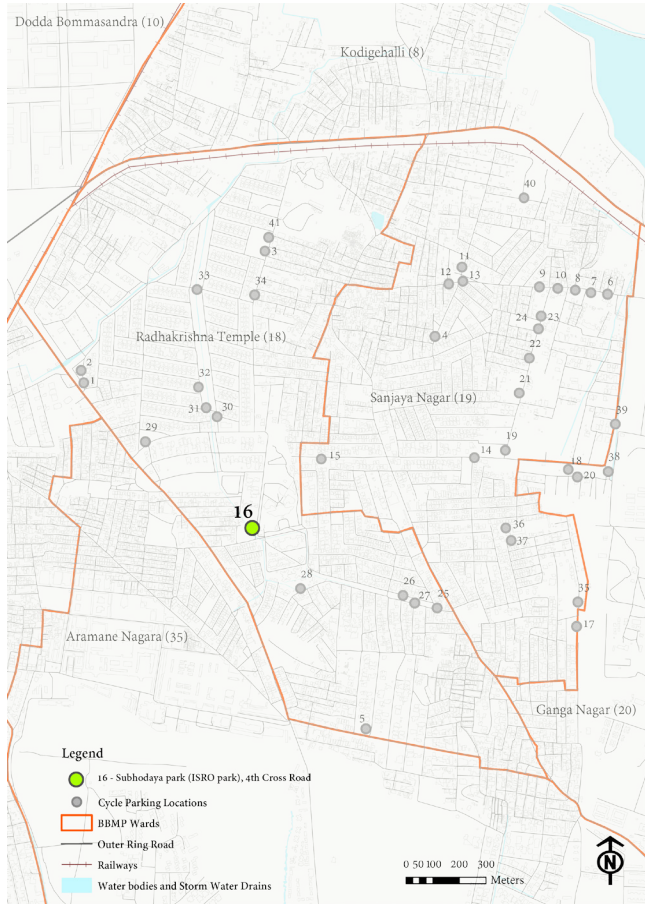 Dodda Bommasandra (10)
Kodigehalli (8)
40
41
3
11
12
13
33
34
9
10
8
7
6
24
23
Radhakrishna Temple (18)
4
22
2
1
32
21
Sanjaya Nagar (19)
31
30
39
29
19
15
14
18
38
20
16
36
37
28
26
27
25
35
17
Aramane Nagara (35)
Ganga Nagar (20)
5
Legend
16 - Subhodaya park (ISRO park), 4th Cross Road
Cycle Parking Locations
BBMP Wards
Outer Ring Road
Railways
Water bodies and Storm Water Drains
0 50 100 200 300
Meters
N